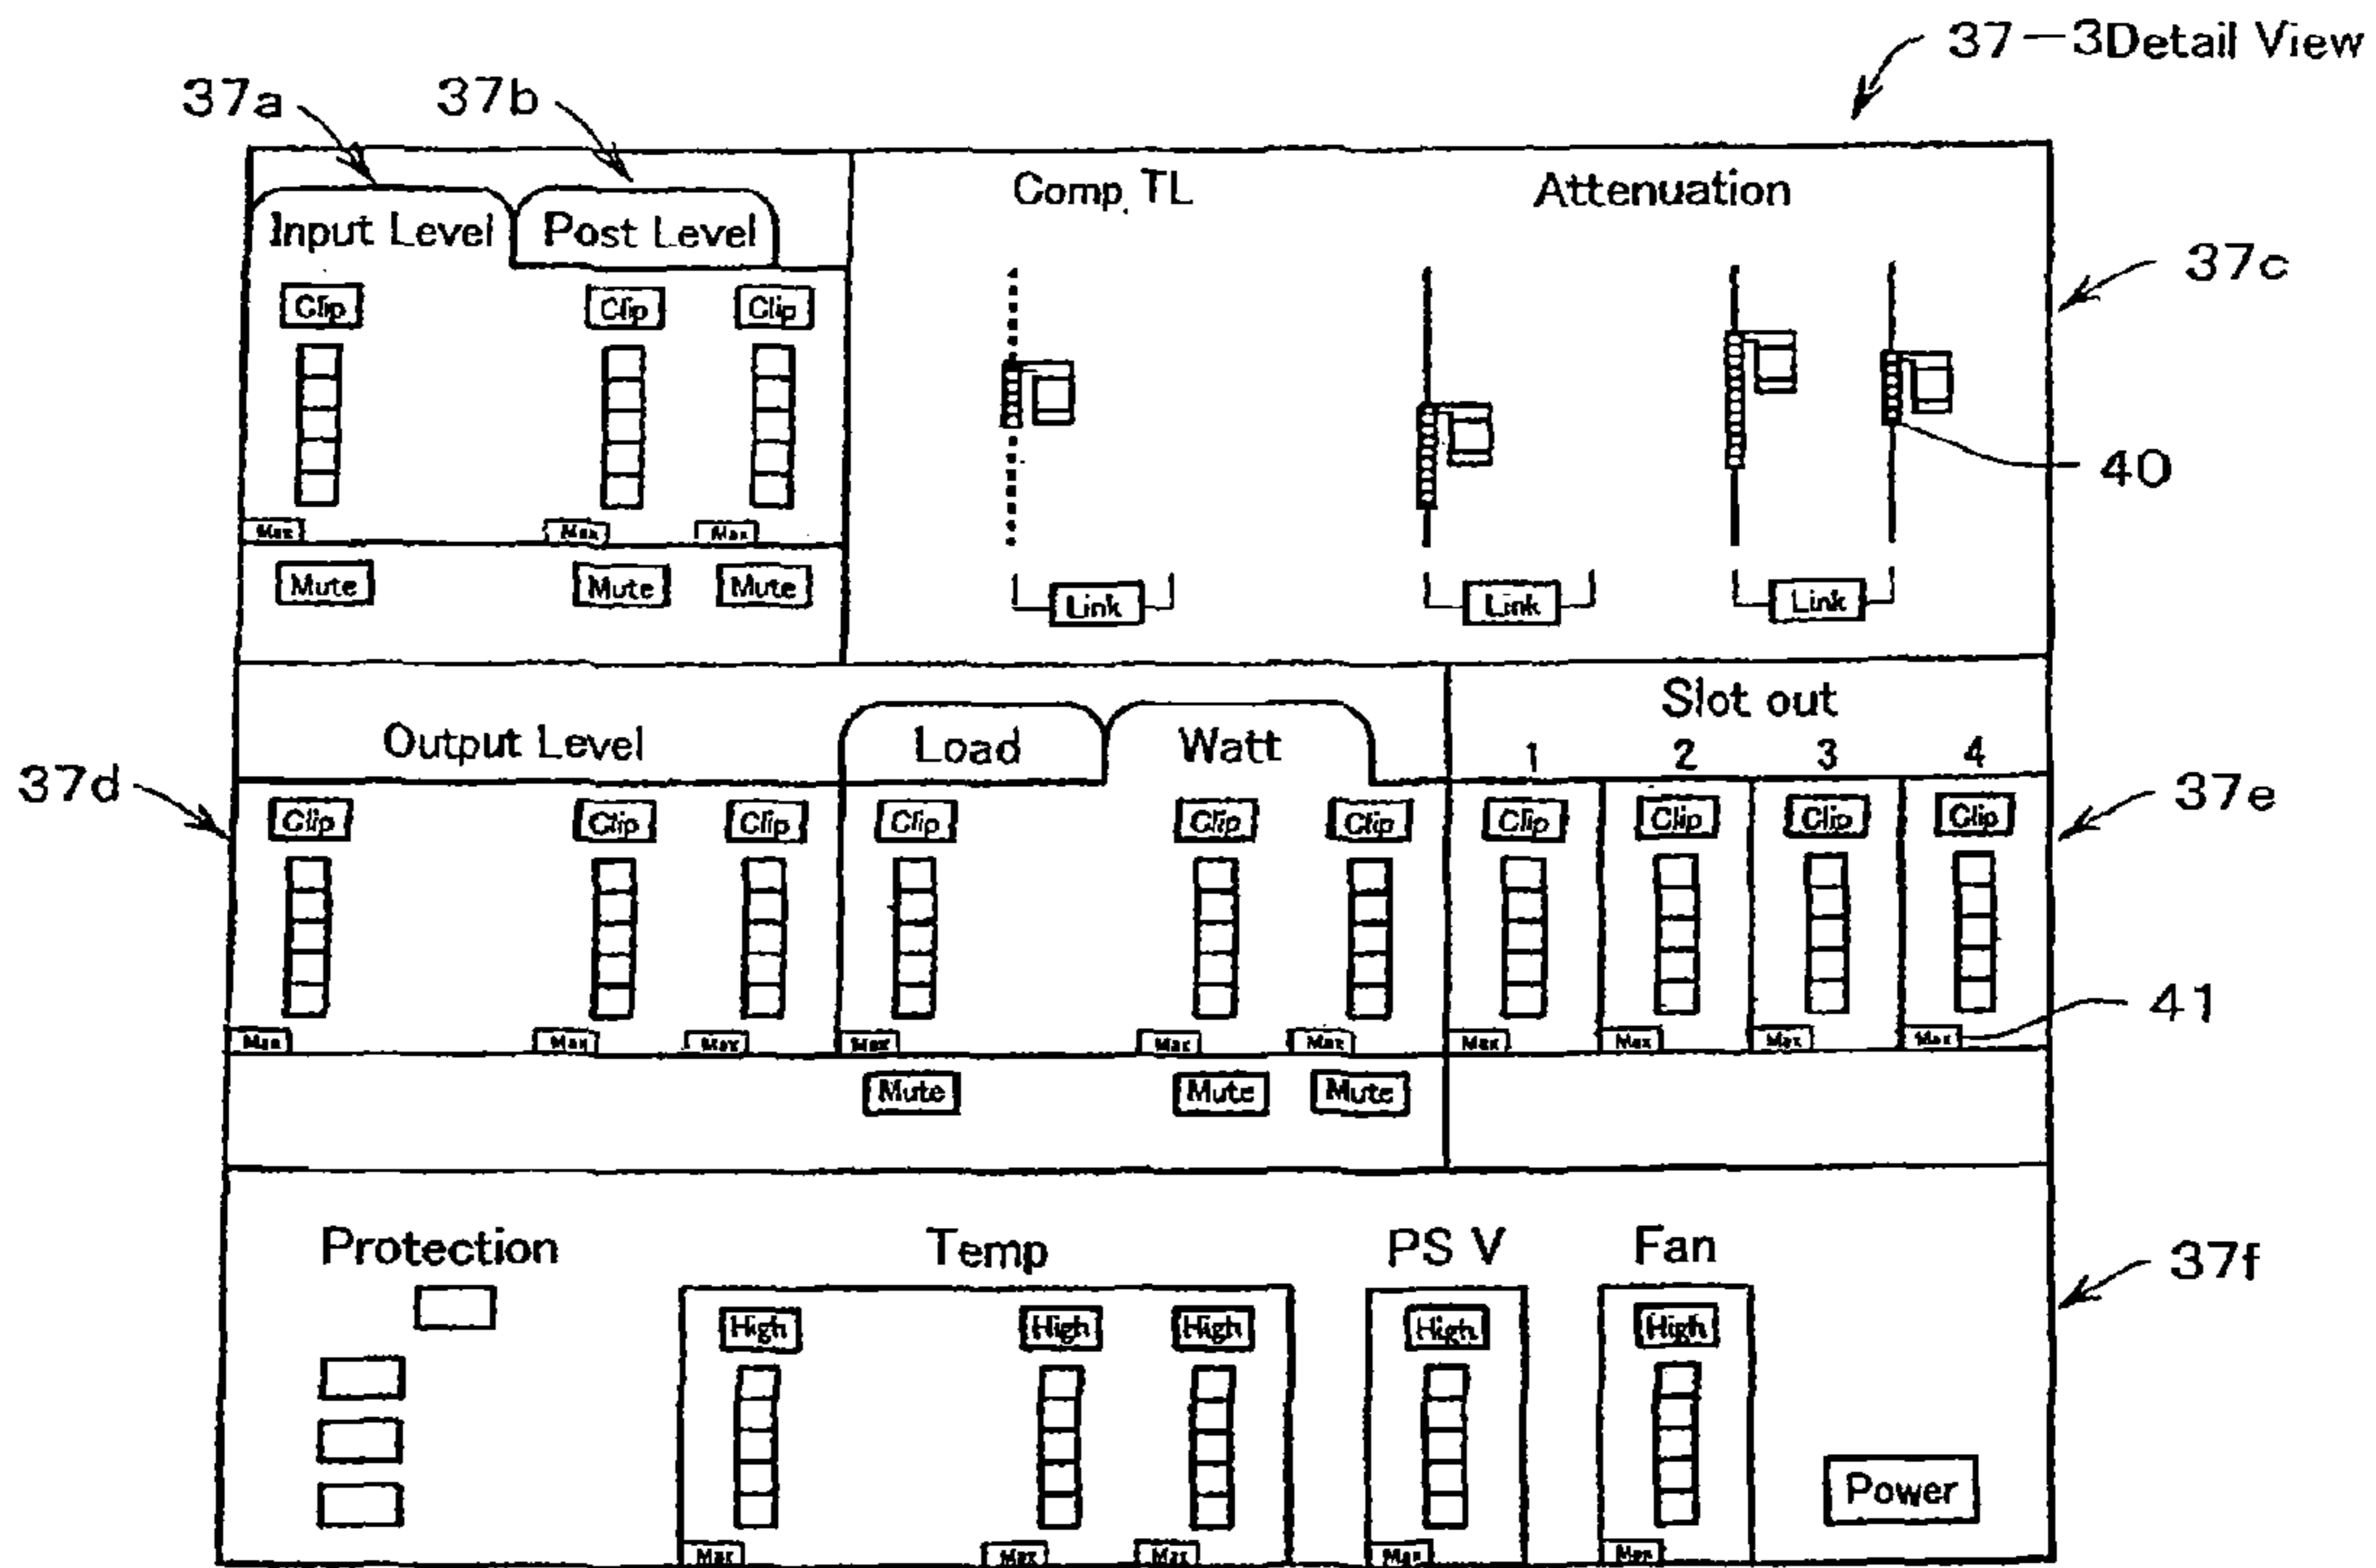 37-3Detail View
37a
37b
Comp. TL
Attenuation
Input Level
Post Level
37c
Clip
Clip
Clip
40
Max
Max
Max
Mute
Mute
Mute
Link
Link
Link
Slot out
Output Level
Load
Watt
1
2
3
4
37d
37e
Clip
Clip
Clip
Clip
Clip
Clip
Clip
Clip
Clip
Clip
41
Max
Max
Max
Max
Max
Max
Max
Max
Max
Max
Mute
Mute
Mute
Protection
Temp
PS V
Fan
37f
High
High
High
High
High
Power
Max
Max
Max
Max
Max